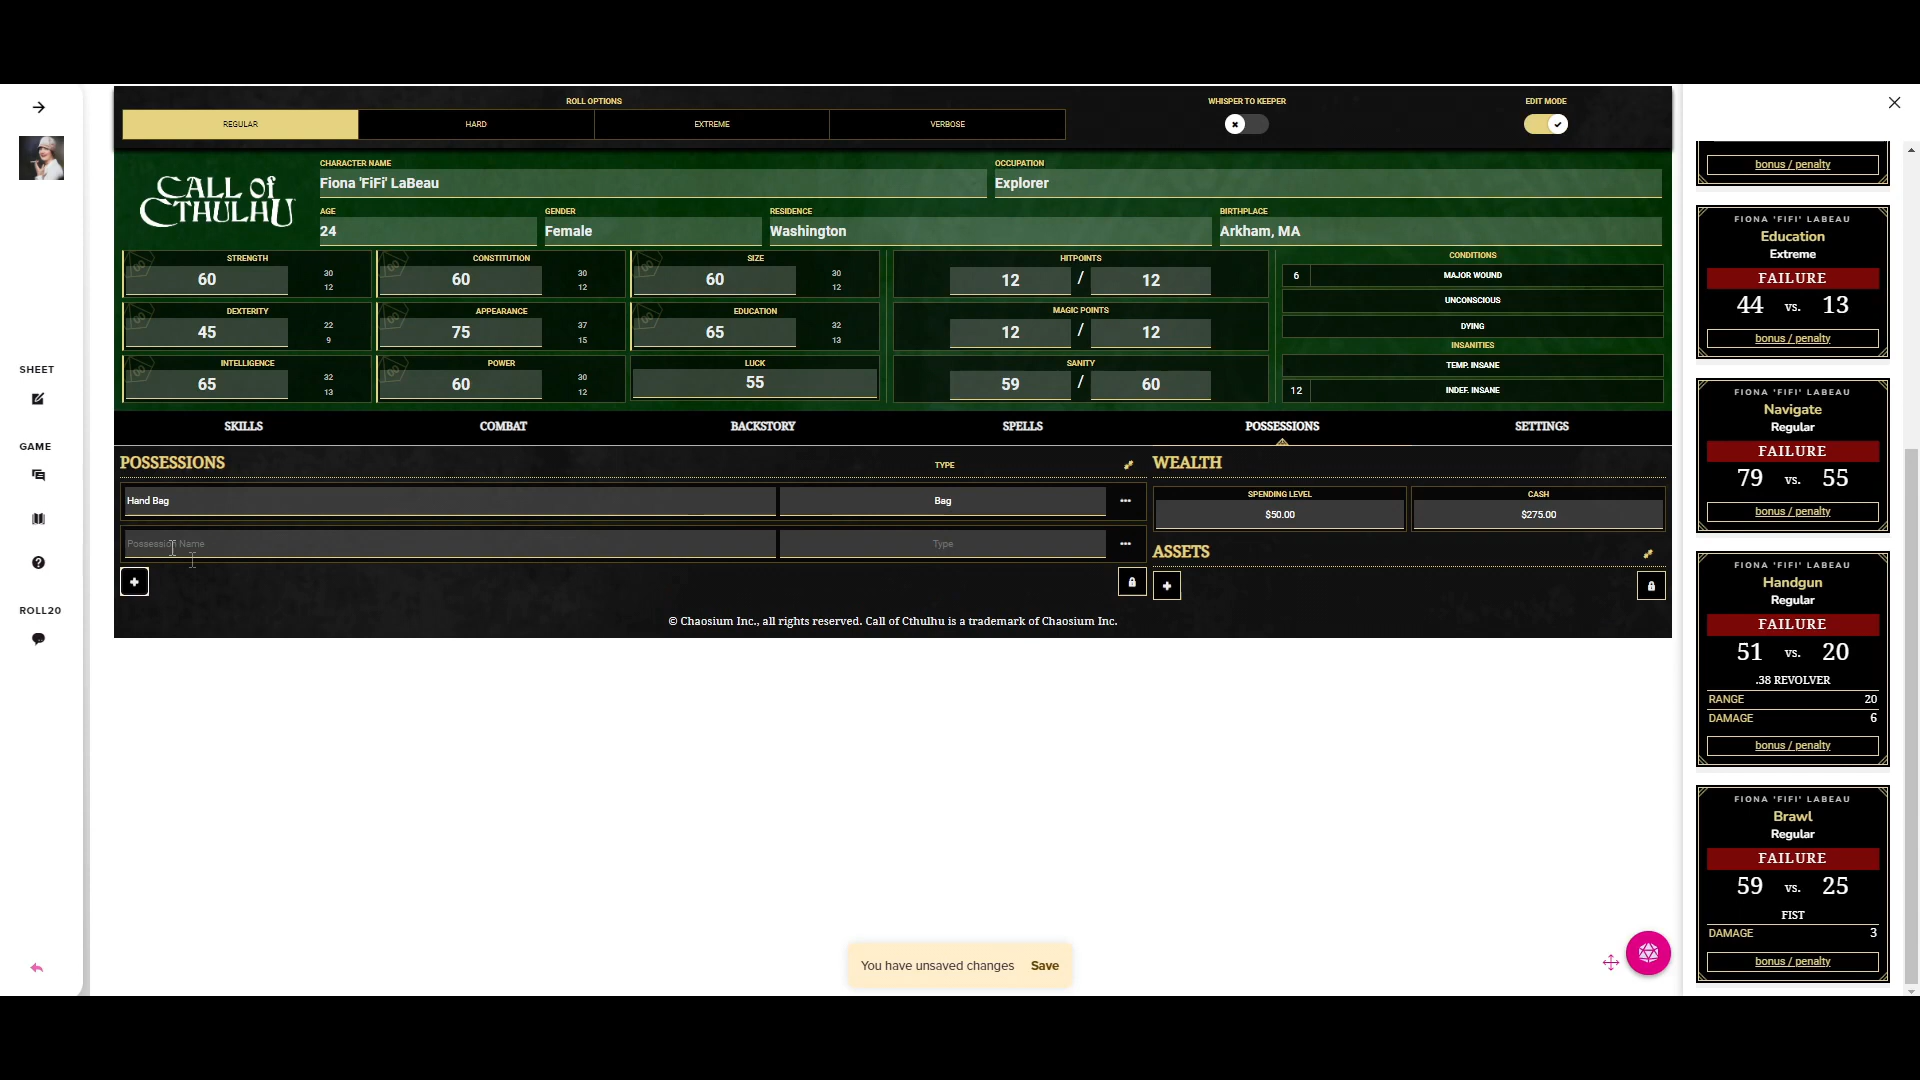 ROLL OPTIONS
REGULAR
HARD
EXTREME
VERBOSE
WHISPER TO KEEPER
EDIT MODE
CALL of CTHULHU
CHARACTER NAME
Fiona 'FiFi' LaBeau
OCCUPATION
Explorer
AGE
24
GENDER
Female
RESIDENCE
Washington
BIRTHPLACE
Arkham, MA
STRENGTH
60
30
12
CONSTITUTION
60
30
12
SIZE
60
30
12
HITPOINTS
12 / 12
CONDITIONS
6 MAJOR WOUND
UNCONSCIOUS
DYING
DEXTERITY
45
22
9
APPEARANCE
75
37
15
EDUCATION
65
32
13
MAGIC POINTS
12 / 12
INSANITIES
TEMP. INSANE
12 INDEF. INSANE
INTELLIGENCE
65
32
13
POWER
60
30
12
LUCK
55
SANITY
59 / 60
SKILLS
COMBAT
BACKSTORY
SPELLS
POSSESSIONS
SETTINGS
POSSESSIONS
TYPE
Hand Bag
Bag
Possession Name
Type
WEALTH
SPENDING LEVEL
$50.00
CASH
$275.00
ASSETS
© Chaosium Inc., all rights reserved. Call of Cthulhu is a trademark of Chaosium Inc.
SHEET
GAME
ROLL20
You have unsaved changes Save
bonus / penalty
FIONA 'FIFI' LABEAU
Education
Extreme
FAILURE
44 vs. 13
bonus / penalty
FIONA 'FIFI' LABEAU
Navigate
Regular
FAILURE
79 vs. 55
bonus / penalty
FIONA 'FIFI' LABEAU
Handgun
Regular
FAILURE
51 vs. 20
.38 REVOLVER
RANGE 20
DAMAGE 6
bonus / penalty
FIONA 'FIFI' LABEAU
Brawl
Regular
FAILURE
59 vs. 25
FIST
DAMAGE 3
bonus / penalty